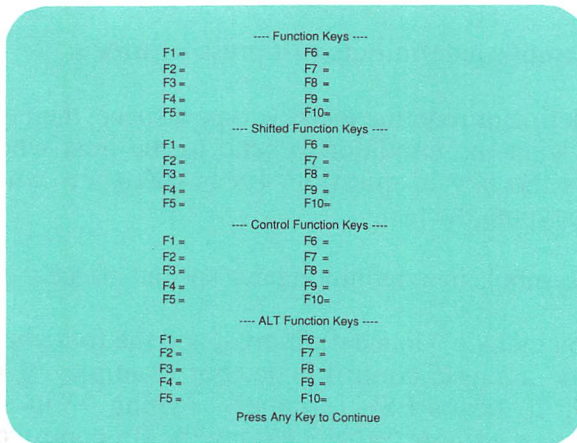 ---- Function Keys ----
F1 = F6 =
F2 = F7 =
F3 = F8 =
F4 = F9 =
F5 = F10=
---- Shifted Function Keys ----
F1 = F6 =
F2 = F7 =
F3 = F8 =
F4 = F9 =
F5 = F10=
---- Control Function Keys ----
F1 = F6 =
F2 = F7 =
F3 = F8 =
F4 = F9 =
F5 = F10=
---- ALT Function Keys ----
F1 = F6 =
F2 = F7 =
F3 = F8 =
F4 = F9 =
F5 = F10=
Press Any Key to Continue